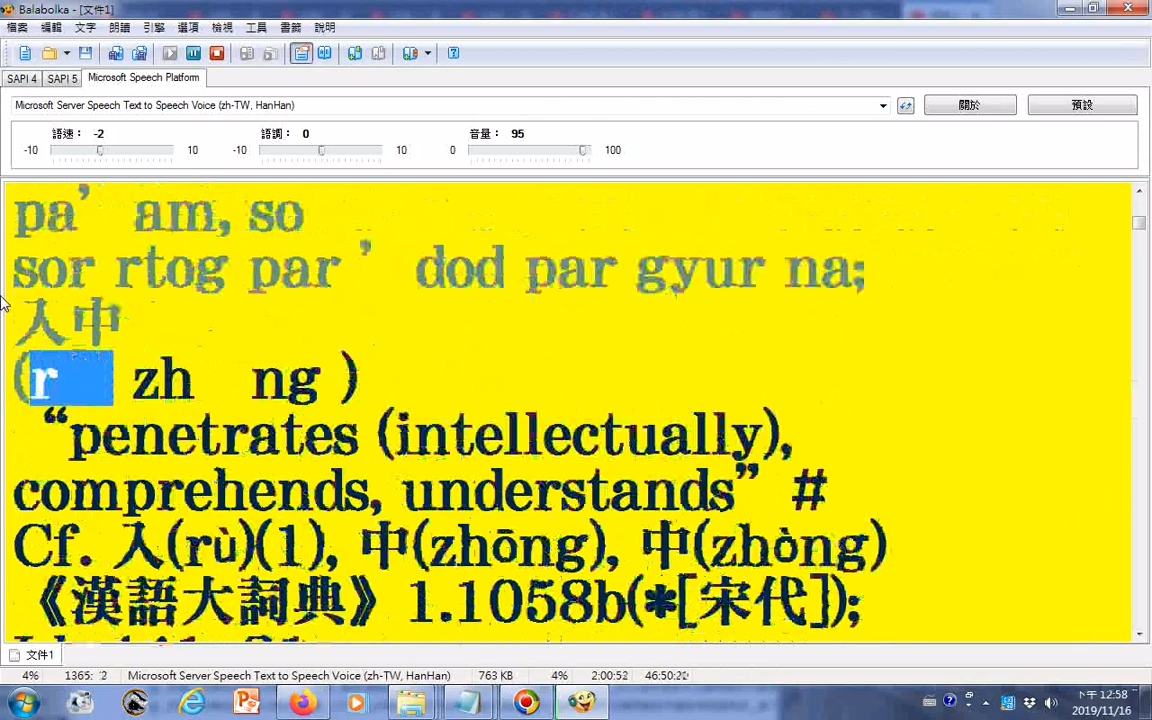 Balabolka - [文件1]
檔案 編輯 文字 朗讀 引擎 選項 檢視 工具 書籤 說明
SAPI 4 SAPI 5 Microsoft Speech Platform
Microsoft Server Speech Text to Speech Voice (zh-TW, HanHan) 關於 預設
語速： -2 語調： 0 音量： 95
-10 10 -10 10 0 100
pa’ am, so
sor rtog par ’ dod par gyur na;
入中
(r zh ng )
“penetrates (intellectually),
comprehends, understands” #
Cf. 入(rù)(1), 中(zhōng), 中(zhòng)
《漢語大詞典》 1.1058b(*[宋代]);
文件1
4% Microsoft Server Speech Text to Speech Voice (zh-TW, HanHan) 763 KB 4% 2:00:52
下午 12:58
2019/11/16